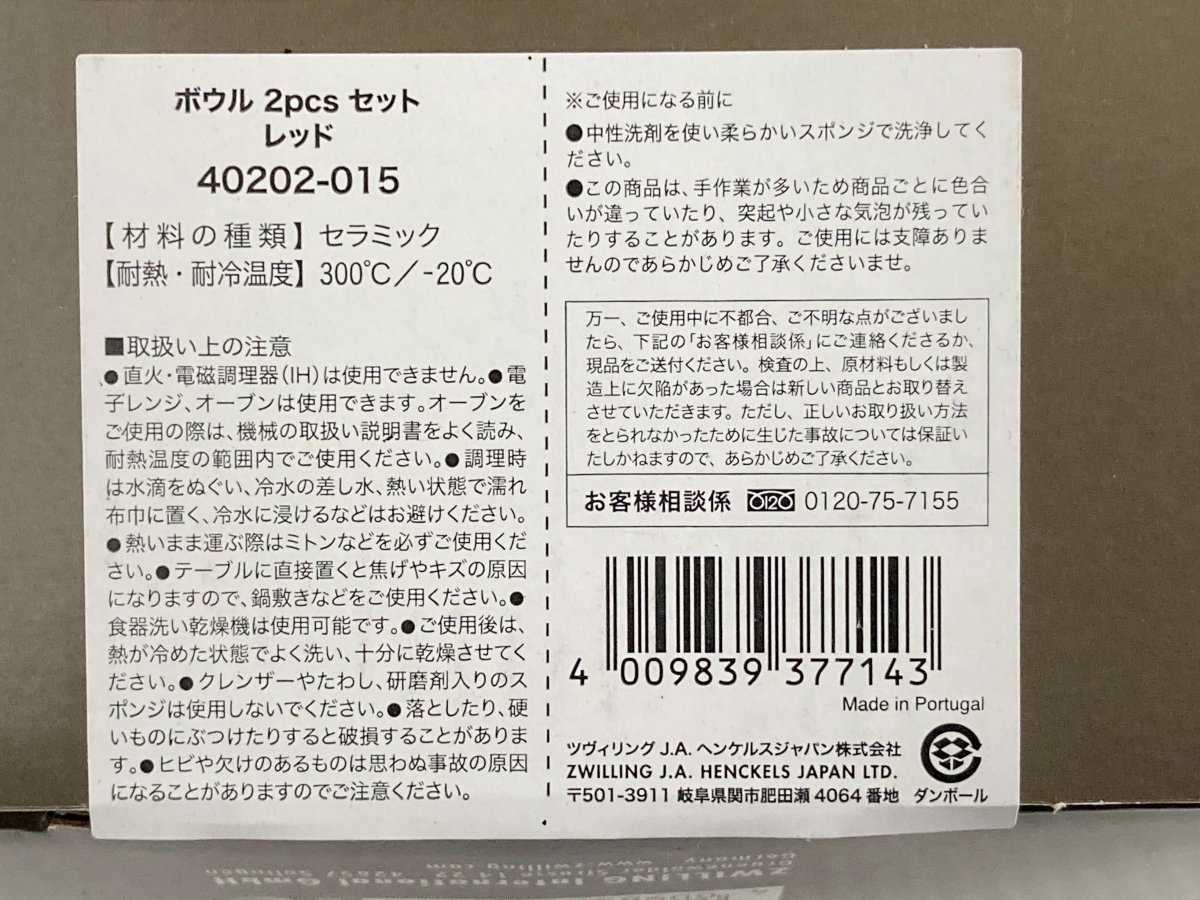 ボウル 2pcs セット
レッド
40202-015
【材料の種類】セラミック
【耐熱・耐冷温度】300℃／-20℃
■取扱い上の注意
●直火・電磁調理器(IH)は使用できません。●電
子レンジ、オーブンは使用できます。オーブンを
ご使用の際は、機械の取扱い説明書をよく読み、
耐熱温度の範囲内でご使用ください。●調理時
は水滴をぬぐい、冷水の差し水、熱い状態で濡れ
布巾に置く、冷水に浸けるなどはお避けください。
●熱いまま運ぶ際はミトンなどを必ずご使用くだ
さい。●テーブルに直接置くと焦げやキズの原因
になりますので、鍋敷きなどをご使用ください。●
食器洗い乾燥機は使用可能です。●ご使用後は、
熱が冷めた状態でよく洗い、十分に乾燥させてく
ださい。●クレンザーやたわし、研磨剤入りのス
ポンジは使用しないでください。●落としたり、硬
いものにぶつけたりすると破損することがありま
す。●ヒビや欠けのあるものは思わぬ事故の原因
になることがありますのでご注意ください。
※ご使用になる前に
●中性洗剤を使い柔らかいスポンジで洗浄してく
ださい。
●この商品は、手作業が多いため商品ごとに色合
いが違っていたり、突起や小さな気泡が残ってい
たりすることがあります。ご使用には支障ありま
せんのであらかじめご了承くださいませ。
万一、ご使用中に不都合、ご不明な点がございまし
たら、下記の「お客様相談係」にご連絡くださるか、
現品をご送付ください。検査の上、原材料もしくは製
造上に欠陥があった場合は新しい商品とお取り替え
させていただきます。ただし、正しいお取り扱い方法
をとられなかったために生じた事故については保証い
たしかねますので、あらかじめご了承ください。
お客様相談係 0120 0120-75-7155
4 009839 377143
Made in Portugal
ツヴィリング J.A. ヘンケルスジャパン株式会社
ZWILLING J.A. HENCKELS JAPAN LTD.
〒501-3911 岐阜県関市肥田瀬 4064 番地
ダンボール
ZWILLING International GmbH
Gruenewalder Strasse 14-22 42657 Solingen
Germany
www.zwilling.com